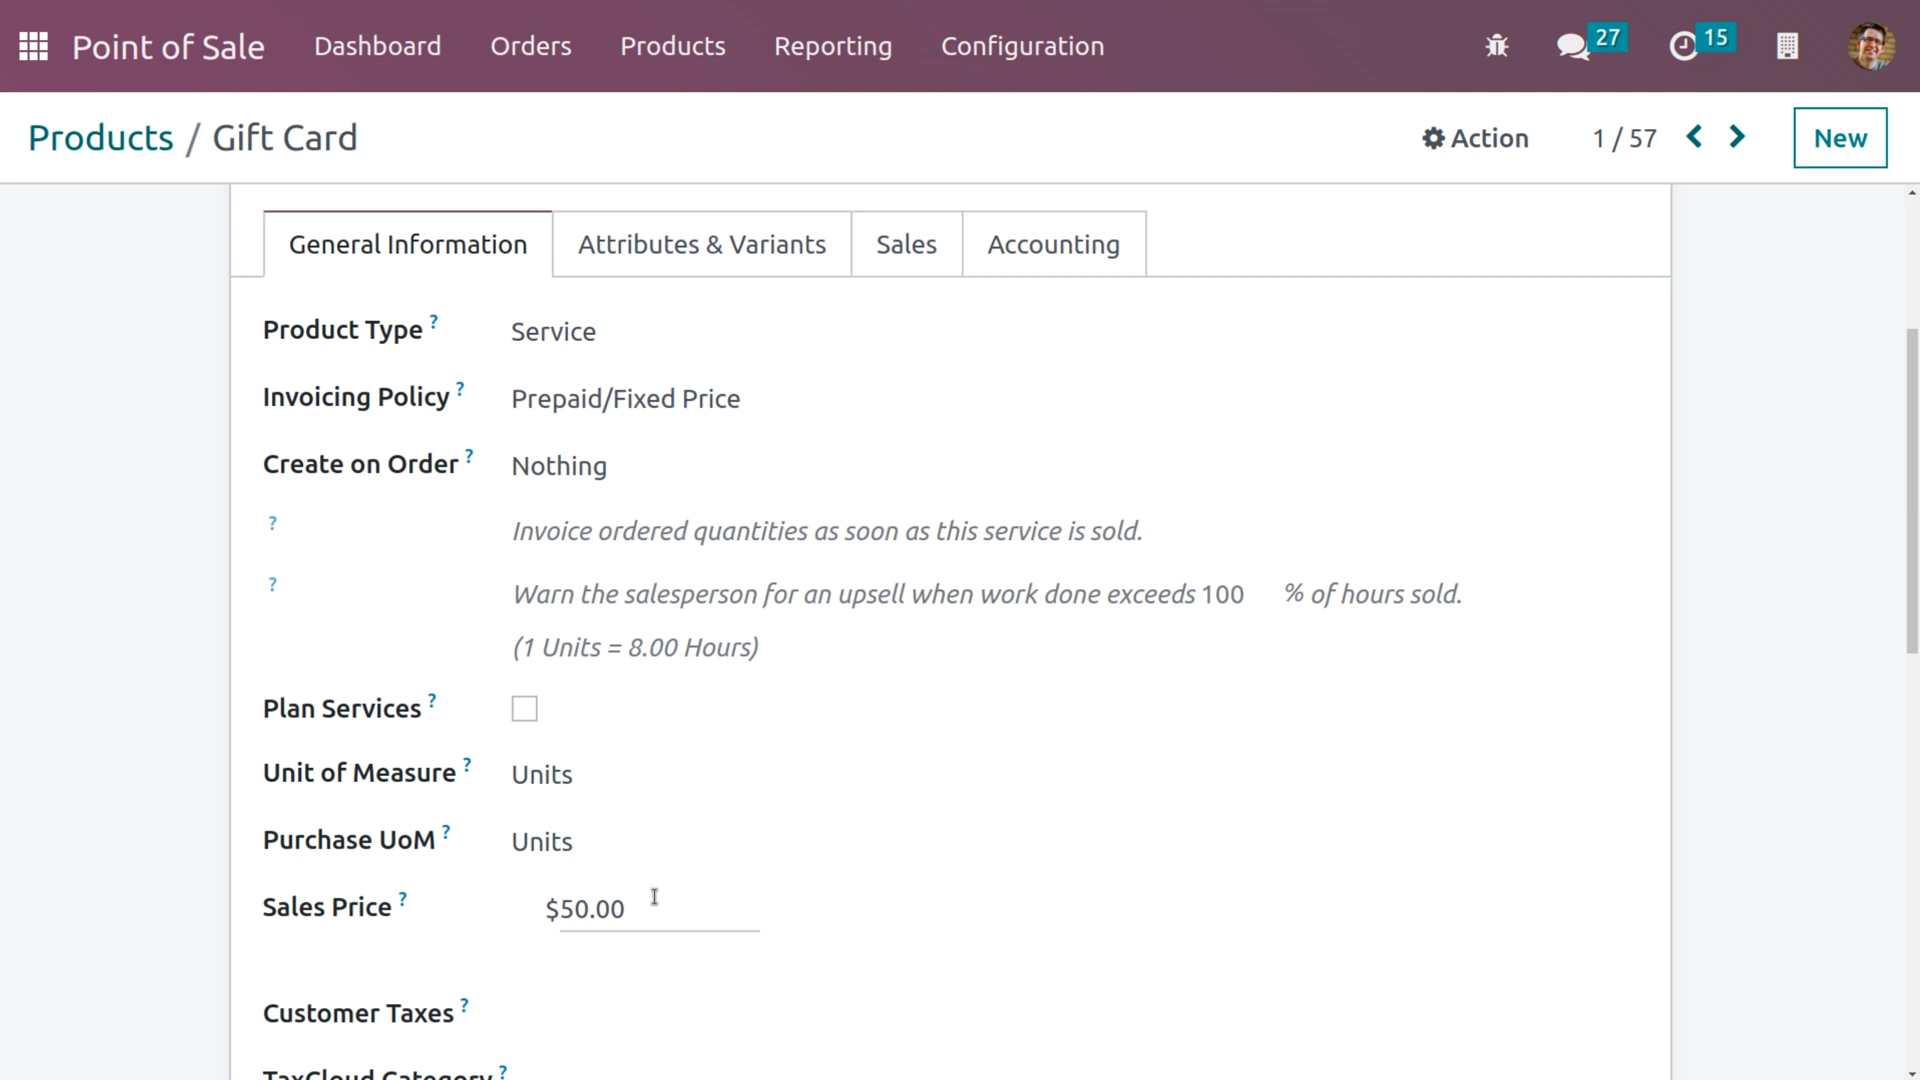 Point of Sale Dashboard Orders Products Reporting Configuration 27 15
Products / Gift Card Action 1 / 57 New
General Information Attributes & Variants Sales Accounting
Product Type ? Service
Invoicing Policy ? Prepaid/Fixed Price
Create on Order ? Nothing
? Invoice ordered quantities as soon as this service is sold.
? Warn the salesperson for an upsell when work done exceeds 100 % of hours sold.
(1 Units = 8.00 Hours)
Plan Services ?
Unit of Measure ? Units
Purchase UoM ? Units
Sales Price ? $50.00
Customer Taxes ?
TaxCloud Category ?